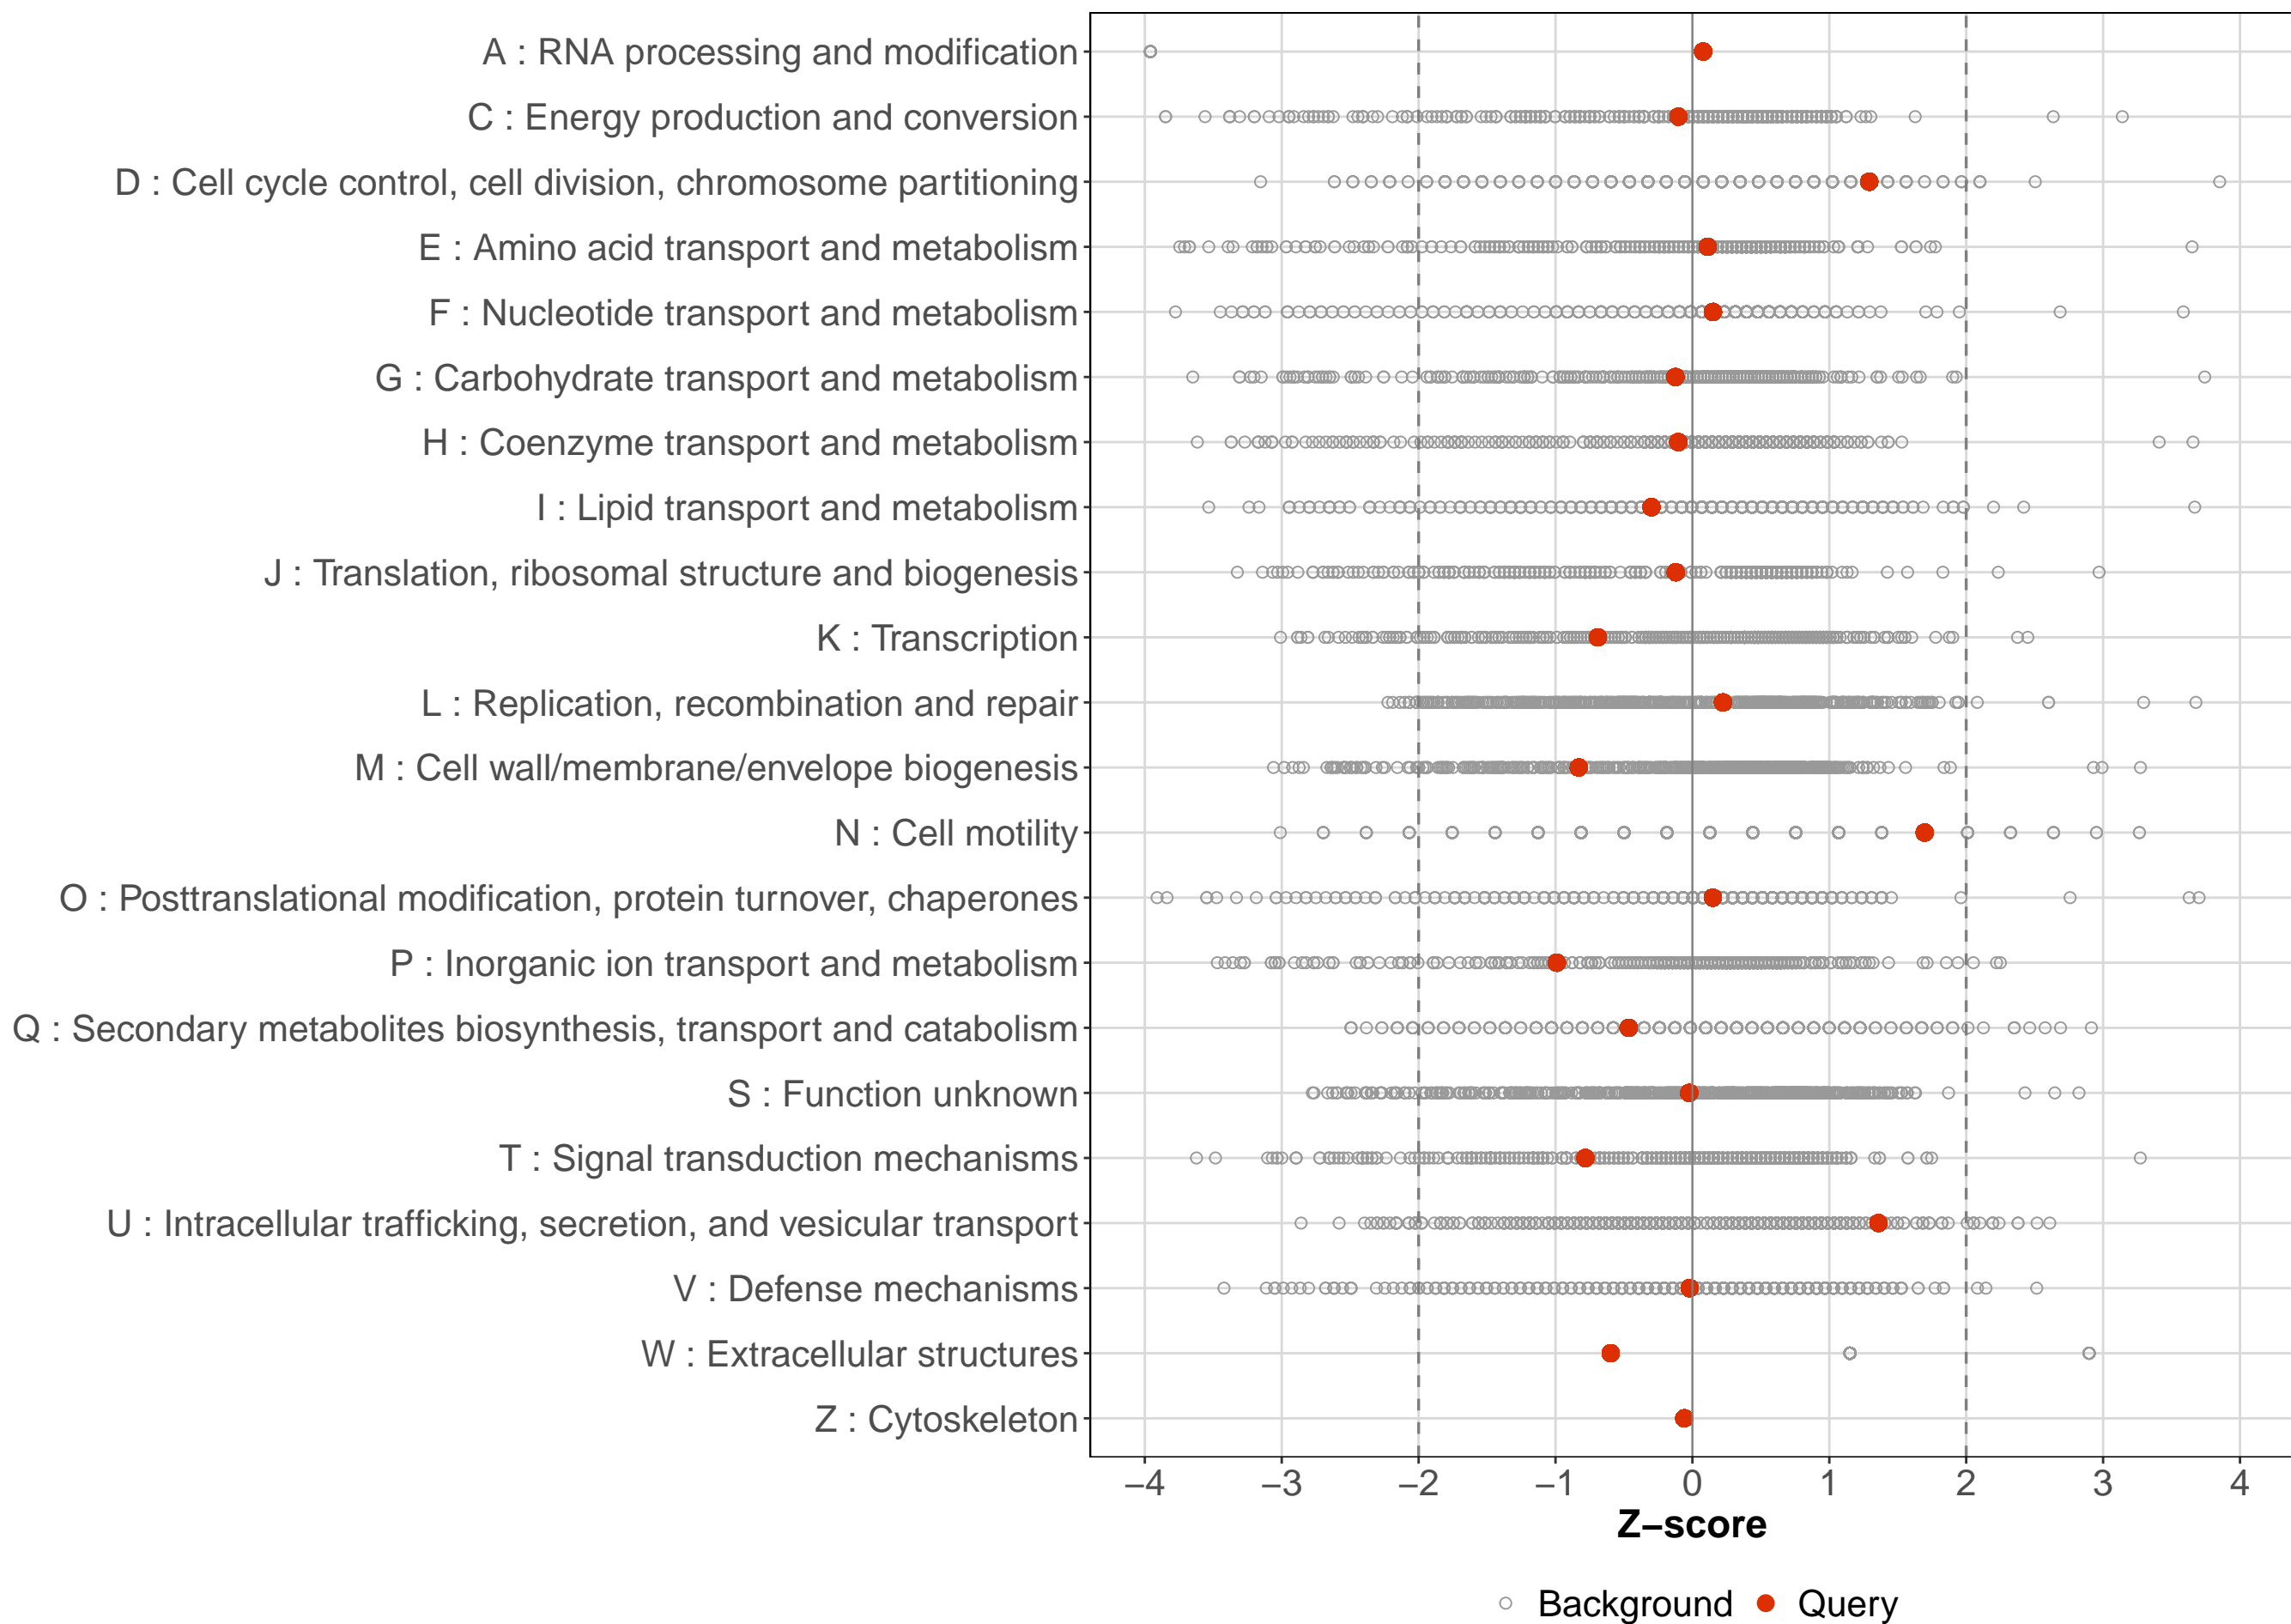 A : RNA processing and modification
C : Energy production and conversion
D : Cell cycle control, cell division, chromosome partitioning
E : Amino acid transport and metabolism
F : Nucleotide transport and metabolism
G : Carbohydrate transport and metabolism
H : Coenzyme transport and metabolism
I : Lipid transport and metabolism
J : Translation, ribosomal structure and biogenesis
K : Transcription
L : Replication, recombination and repair
M : Cell wall/membrane/envelope biogenesis
N : Cell motility
O : Posttranslational modification, protein turnover, chaperones
P : Inorganic ion transport and metabolism
Q : Secondary metabolites biosynthesis, transport and catabolism
S : Function unknown
T : Signal transduction mechanisms
U : Intracellular trafficking, secretion, and vesicular transport
V : Defense mechanisms
W : Extracellular structures
Z : Cytoskeleton
−4 −3 −2 −1 0 1 2 3 4
Z−score
Background Query